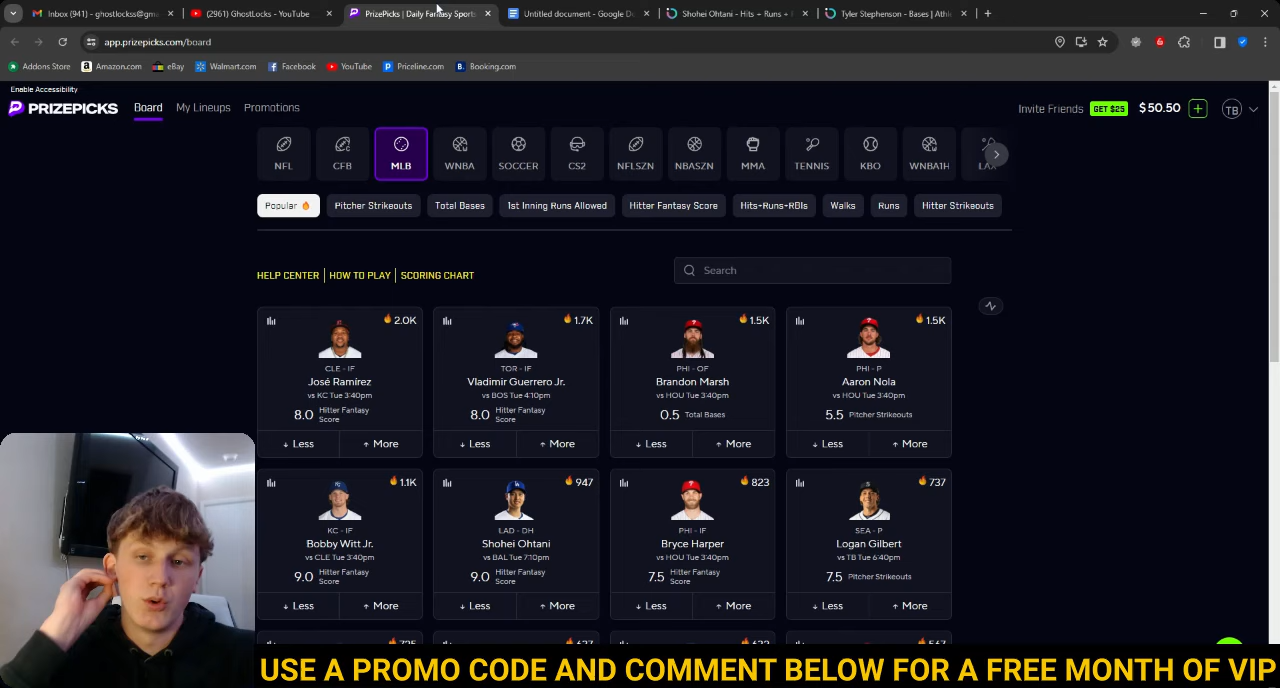 Inbox (941) - ghostlockss@gm
(2961) GhostLocks - YouTube
PrizePicks | Daily Fantasy Sports
Untitled document - Google D
Shohei Ohtani - Hits + Runs +
Tyler Stephenson - Bases | Athl
app.prizepicks.com/board
6
Addons Store
Amazon.com
eBay
Walmart.com
Facebook
YouTube
Priceline.com
Booking.com
Enable Accessibility
PRIZEPICKS
Board
My Lineups
Promotions
Invite Friends
GET $25
$50.50
TB
NFL
CFB
MLB
WNBA
SOCCER
CS2
NFLSZN
NBASZN
MMA
TENNIS
KBO
WNBA1H
LAX
Popular
Pitcher Strikeouts
Total Bases
1st Inning Runs Allowed
Hitter Fantasy Score
Hits+Runs+RBIs
Walks
Runs
Hitter Strikeouts
HELP CENTER
HOW TO PLAY
SCORING CHART
Search
2.0K
CLE - IF
José Ramírez
vs KC Tue 3:40pm
8.0 Hitter Fantasy Score
Less
More
1.7K
TOR - IF
Vladimir Guerrero Jr.
vs BOS Tue 4:10pm
8.0 Hitter Fantasy Score
Less
More
1.5K
PHI - OF
Brandon Marsh
vs HOU Tue 3:40pm
0.5 Total Bases
Less
More
1.5K
PHI - P
Aaron Nola
vs HOU Tue 3:40pm
5.5 Pitcher Strikeouts
Less
More
1.1K
KC - IF
Bobby Witt Jr.
vs CLE Tue 3:40pm
9.0 Hitter Fantasy Score
Less
More
947
LAD - DH
Shohei Ohtani
vs BAL Tue 7:10pm
9.0 Hitter Fantasy Score
Less
More
823
PHI - IF
Bryce Harper
vs HOU Tue 3:40pm
7.5 Hitter Fantasy Score
Less
More
737
SEA - P
Logan Gilbert
vs TB Tue 6:40pm
7.5 Pitcher Strikeouts
Less
More
USE A PROMO CODE AND COMMENT BELOW FOR A FREE MONTH OF VIP